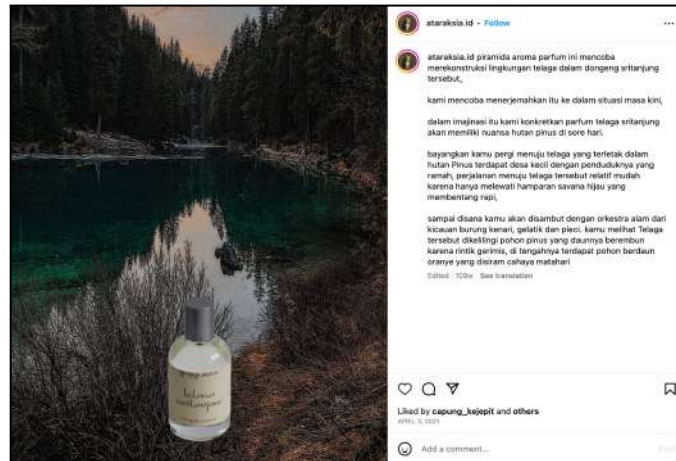 ataraksia.id • Follow
ataraksia.id piramida aroma parfum ini mencoba
merekonstruksi lingkungan telaga dalam dongeng sritanjung
tersebut,
kami mencoba menerjemahkan itu ke dalam situasi masa kini,
dalam imajinasi itu kami konkretkan parfum telaga sritanjung
akan memiliki nuansa hutan pinus di sore hari.
bayangkan kamu pergi menuju telaga yang terletak dalam
hutan Pinus terdapat desa kecil dengan penduduknya yang
ramah, perjalanan menuju telaga tersebut relatif mudah
karena hanya melewati hamparan savana hijau yang
membentang rapi,
sampai disana kamu akan disambut dengan orkestra alam dari
kicauan burung kenari, gelatik dan pleci. kamu melihat Telaga
tersebut dikelilingi pohon pinus yang daunnya berembun
karena rintik gerimis, di tengahnya terdapat pohon berdaun
oranye yang disiram cahaya matahari
Edited · 109w See translation
Liked by capung_kejepit and others
APRIL 3, 2021
Add a comment...
Post